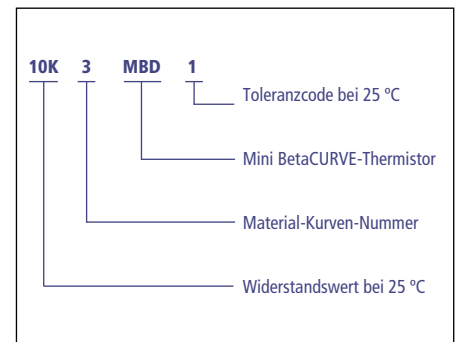 10K 3 MBD 1
Toleranzcode bei 25 ºC
Mini BetaCURVE-Thermistor
Material-Kurven-Nummer
Widerstandswert bei 25 ºC